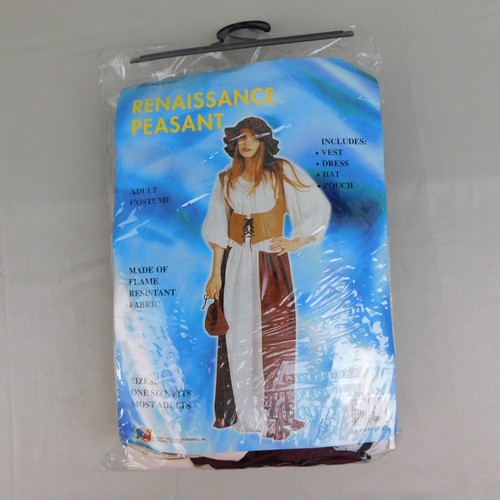 RENAISSANCE
PEASANT
INCLUDES:
• VEST
• DRESS
• HAT
• POUCH
ADULT
COSTUME
MADE OF
FLAME
RESISTANT
FABRIC
SIZES:
ONE SIZE FITS
MOST ADULTS